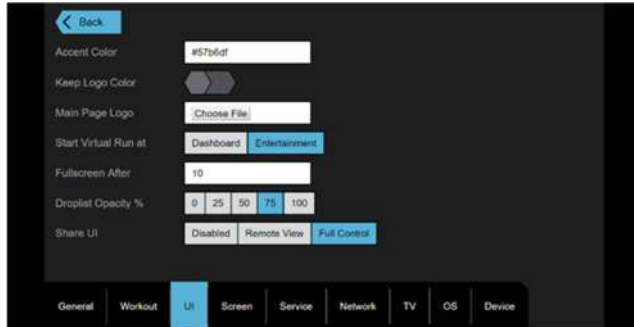 Back
Accent Color #57b6df
Keep Logo Color
Main Page Logo Choose File
Start Virtual Run at Dashboard Entertainment
Fullscreen After 10
Droplist Opacity % 0 25 50 75 100
Share UI Disabled Remote View Full Control
General Workout UI Screen Service Network TV OS Device